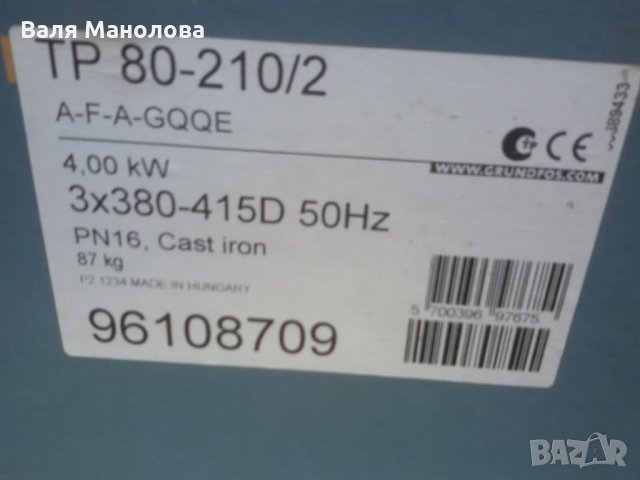 Валя Манолова
TP 80-210/2
A-F-A-GQQE
CE
4,00 kW
WWW.GRUNDFOS.COM
3x380-415D 50Hz
PN16, Cast iron
87 kg
P2 1234 MADE IN HUNGARY
5 700396 97675
96108709
BAZAR